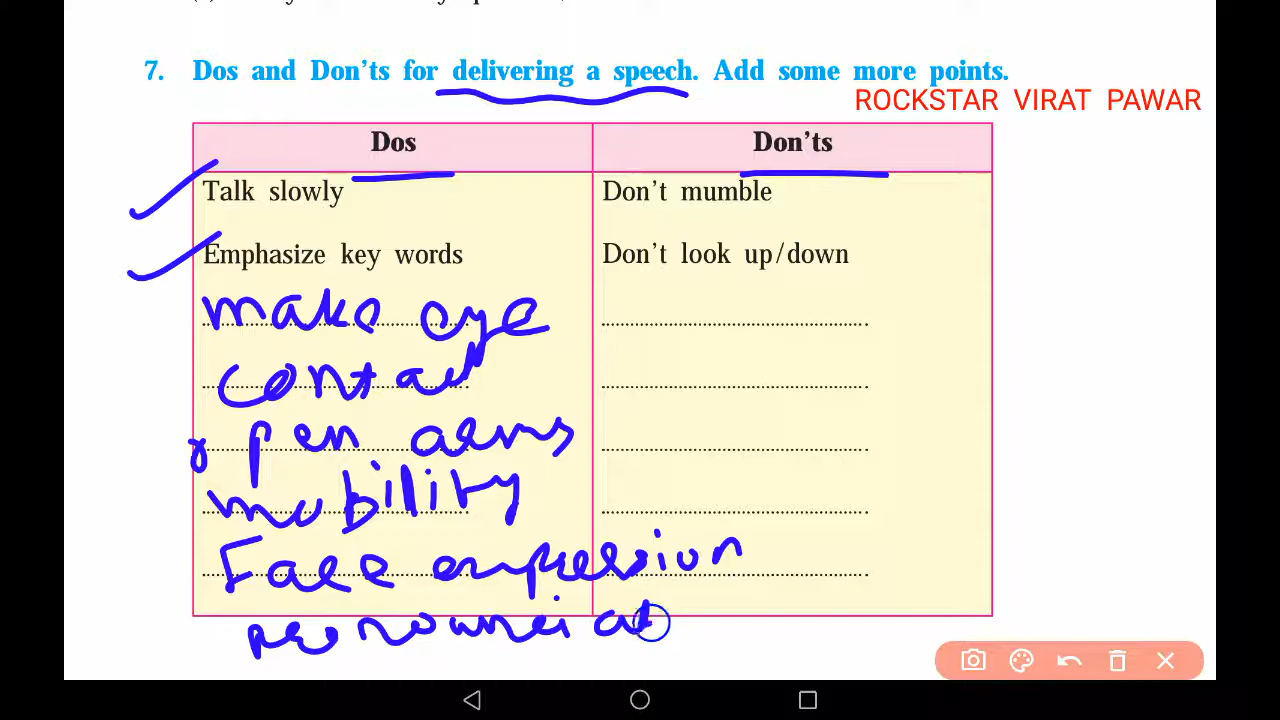 7. Dos and Don'ts for delivering a speech. Add some more points.
ROCKSTAR VIRAT PAWAR
Dos Don'ts
Talk slowly Don't mumble
Emphasize key words Don't look up/down
make eye
contact
open arms
mobility
Face expression